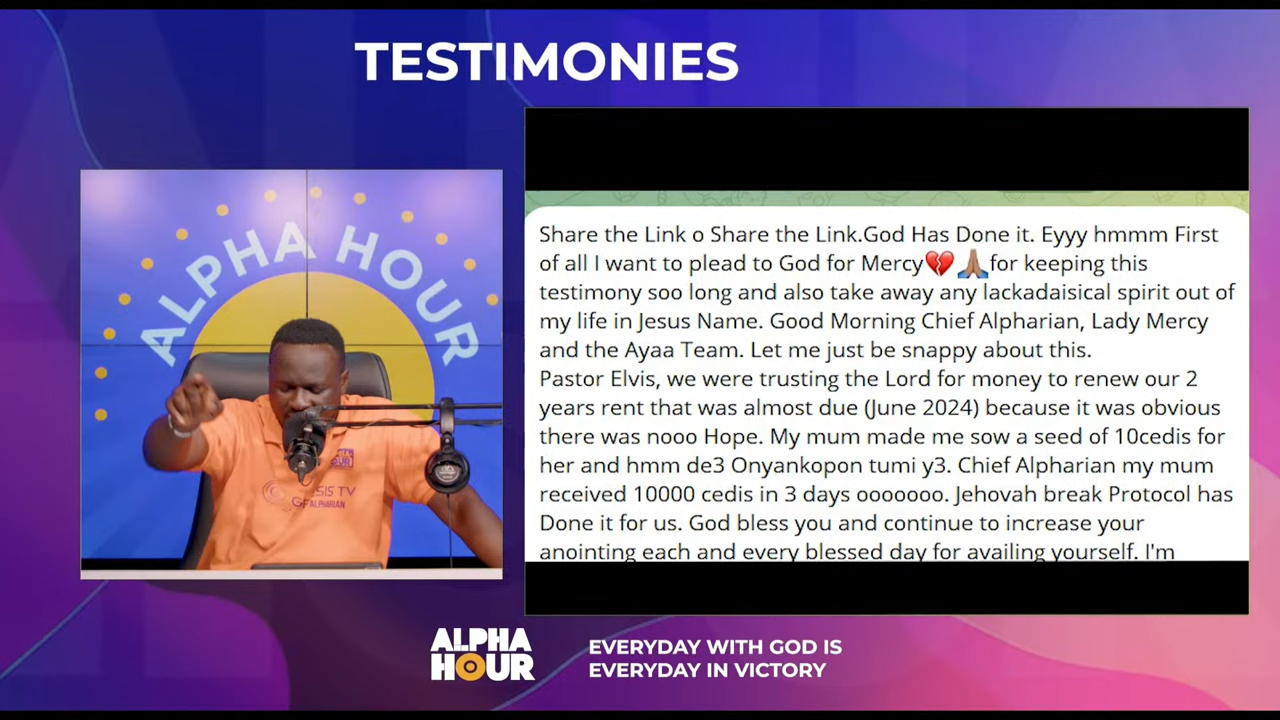 TESTIMONIES
ALPHA HOUR
Share the Link o Share the Link.God Has Done it. Eyyy hmmm First
of all I want to plead to God for Mercy💔🙏🏽for keeping this
testimony soo long and also take away any lackadaisical spirit out of
my life in Jesus Name. Good Morning Chief Alpharian, Lady Mercy
and the Ayaa Team. Let me just be snappy about this.
Pastor Elvis, we were trusting the Lord for money to renew our 2
years rent that was almost due (June 2024) because it was obvious
there was nooo Hope. My mum made me sow a seed of 10cedis for
her and hmm de3 Onyankopon tumi y3. Chief Alpharian my mum
received 10000 cedis in 3 days ooooooo. Jehovah break Protocol has
Done it for us. God bless you and continue to increase your
anointing each and every blessed day for availing yourself. I'm
TV
ALPHARIAN
ALPHA
HOUR
EVERYDAY WITH GOD IS
EVERYDAY IN VICTORY